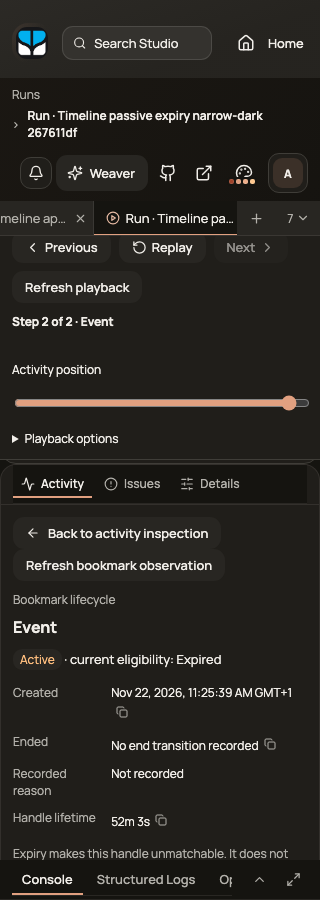 Search Studio
Home
Runs
Run · Timeline passive expiry narrow-dark
267611df
Weaver
A
meline ap...
Run · Timeline pa...
7
Previous
Replay
Next
Refresh playback
Step 2 of 2 · Event
Activity position
Playback options
Activity
Issues
Details
Back to activity inspection
Refresh bookmark observation
Bookmark lifecycle
Event
Active · current eligibility: Expired
Created
Nov 22, 2026, 11:25:39 AM GMT+1
Ended
No end transition recorded
Recorded
reason
Not recorded
Handle lifetime
52m 3s
Expiry makes this handle unmatchable. It does not
Console
Structured Logs